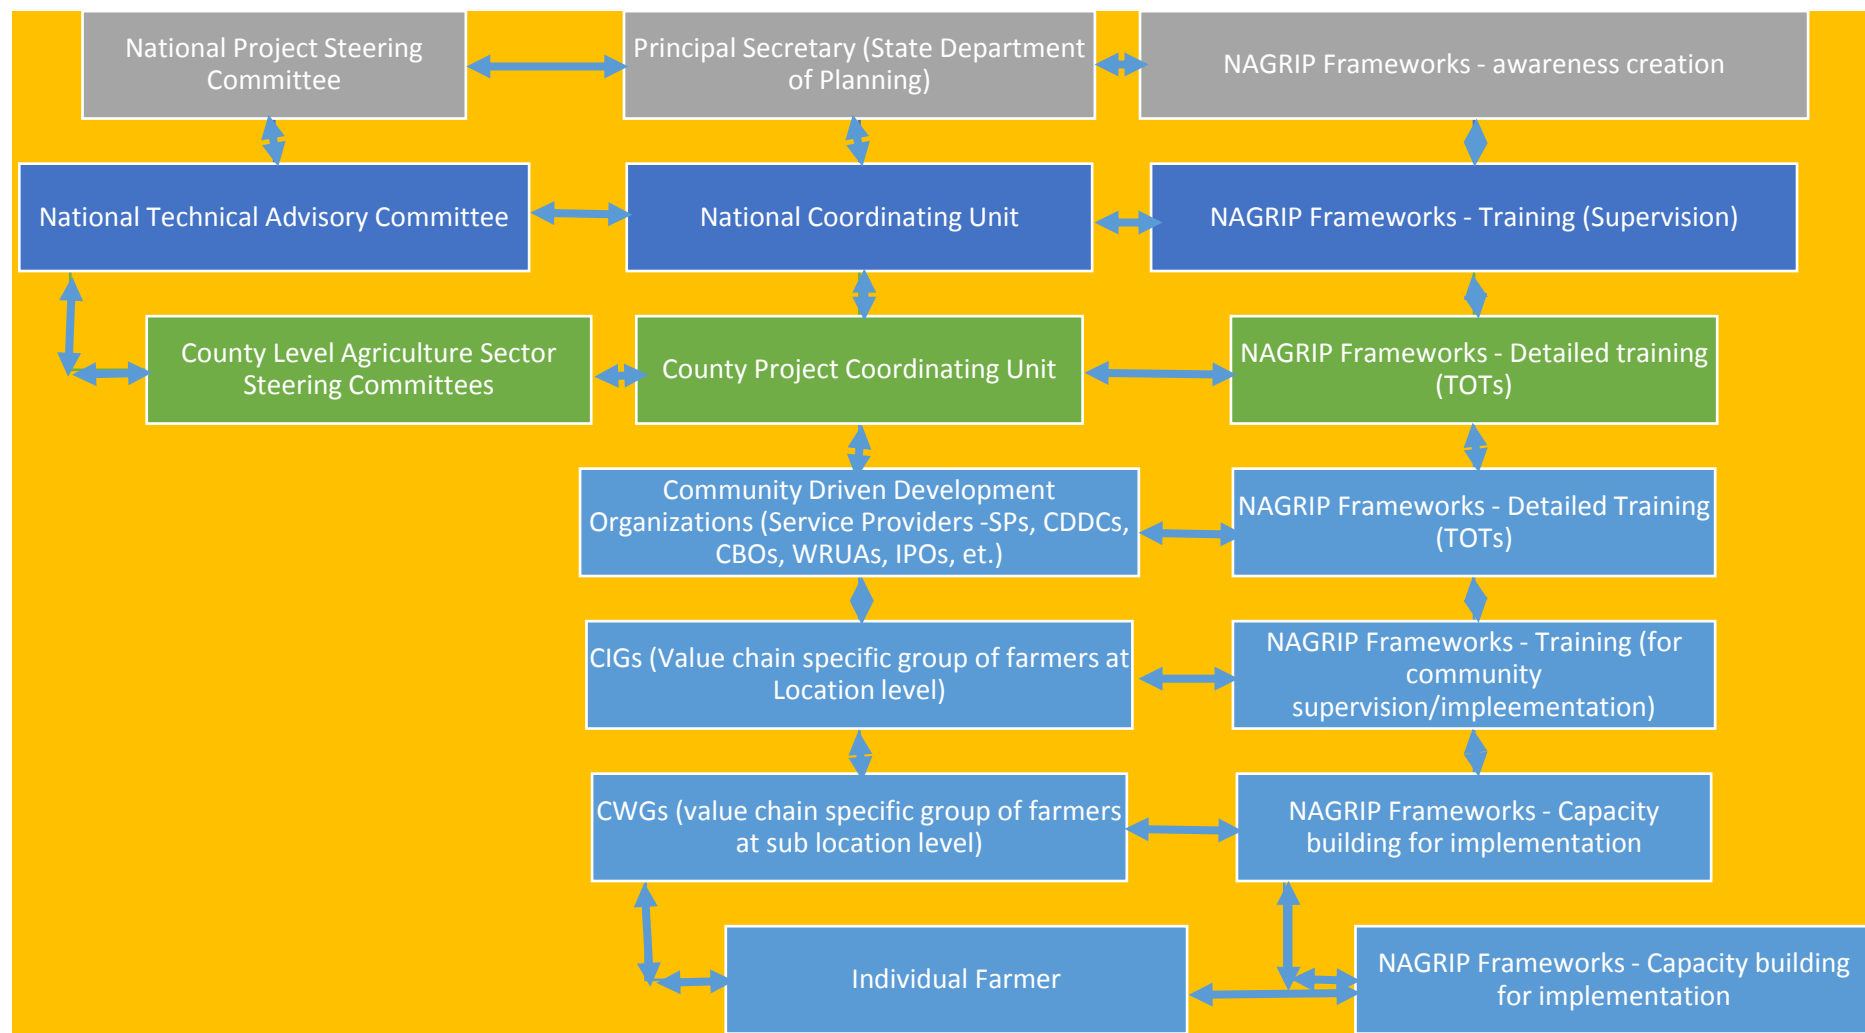 National Project Steering
Committee
Principal Secretary (State Department
of Planning)
NAGRIP Frameworks - awareness creation
National Technical Advisory Committee
National Coordinating Unit
NAGRIP Frameworks - Training (Supervision)
County Level Agriculture Sector
Steering Committees
County Project Coordinating Unit
NAGRIP Frameworks - Detailed training
(TOTs)
Community Driven Development
Organizations (Service Providers -SPs, CDDCs,
CBOs, WRUAs, IPOs, et.)
NAGRIP Frameworks - Detailed Training
(TOTs)
CIGs (Value chain specific group of farmers at
Location level)
NAGRIP Frameworks - Training (for
community
supervision/impleementation)
CWGs (value chain specific group of farmers
at sub location level)
NAGRIP Frameworks - Capacity
building for implementation
Individual Farmer
NAGRIP Frameworks - Capacity building
for implementation